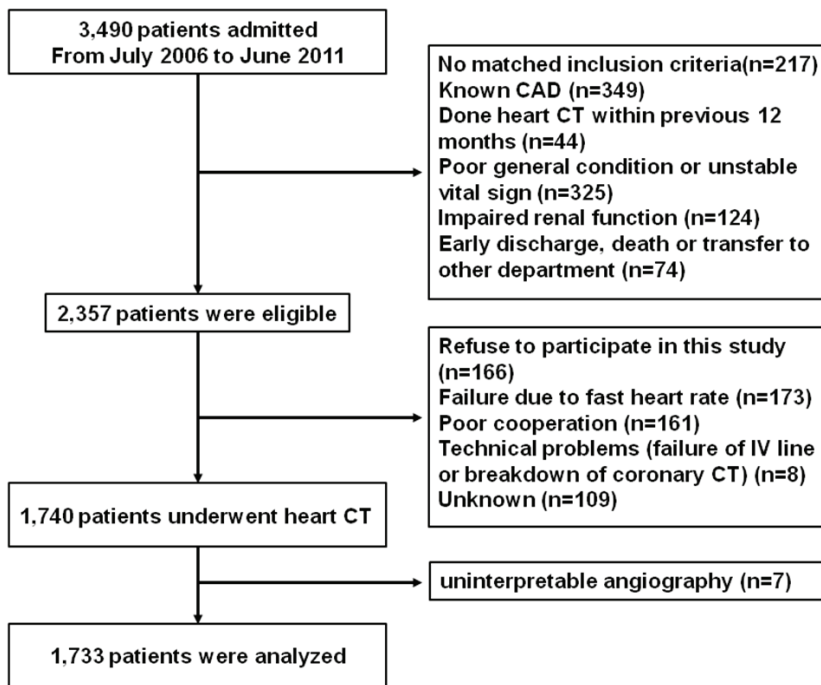 3,490 patients admitted
From July 2006 to June 2011
No matched inclusion criteria(n=217)
Known CAD (n=349)
Done heart CT within previous 12
months (n=44)
Poor general condition or unstable
vital sign (n=325)
Impaired renal function (n=124)
Early discharge, death or transfer to
other department (n=74)
2,357 patients were eligible
Refuse to participate in this study
(n=166)
Failure due to fast heart rate (n=173)
Poor cooperation (n=161)
Technical problems (failure of IV line
or breakdown of coronary CT) (n=8)
Unknown (n=109)
1,740 patients underwent heart CT
uninterpretable angiography (n=7)
1,733 patients were analyzed